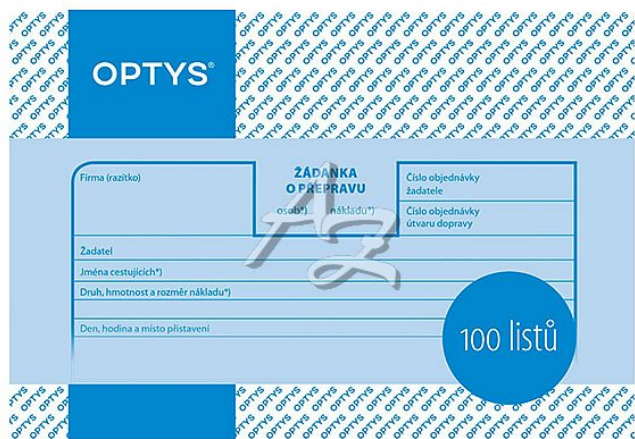 OPTYS®
Firma (razítko)
ŽÁDANKA
O PŘEPRAVU
osob*) nákladu*)
Číslo objednávky
žadatele
Číslo objednávky
útvaru dopravy
Žadatel
Jména cestujících*)
Druh, hmotnost a rozměr nákladu*)
Den, hodina a místo přistavení
100 listů
AZ